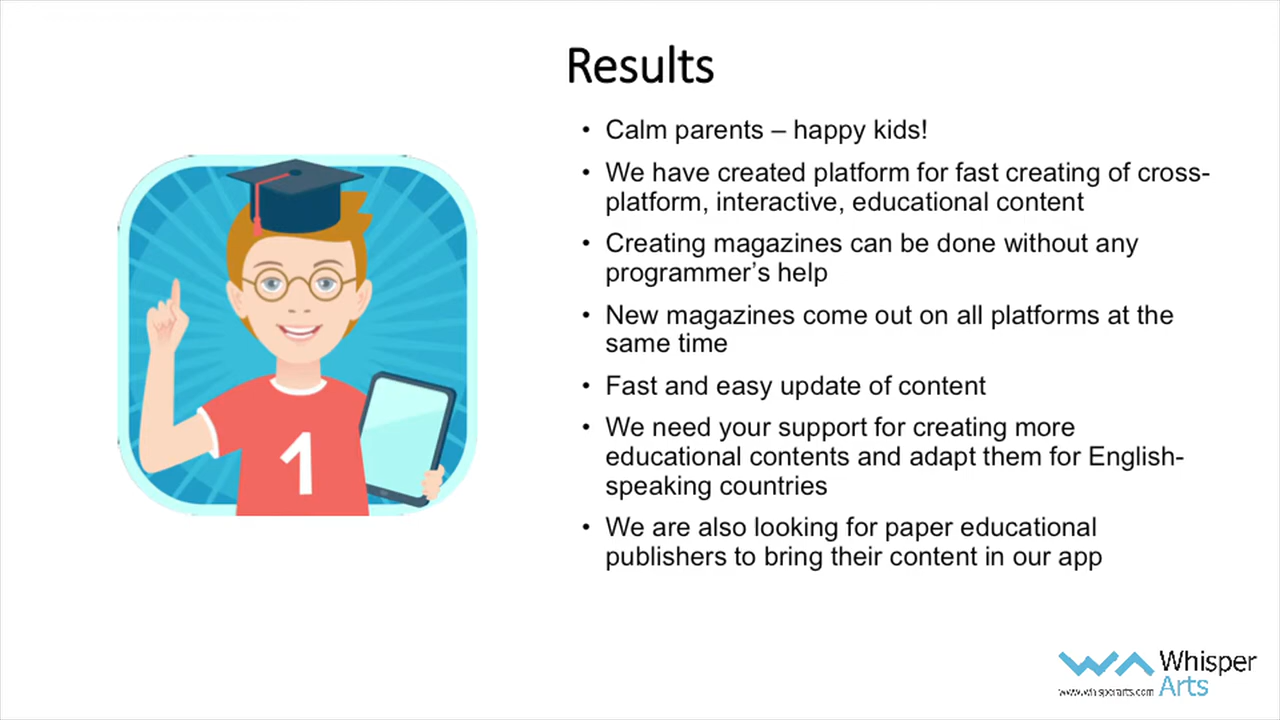 Results
• Calm parents – happy kids!
• We have created platform for fast creating of cross-
platform, interactive, educational content
• Creating magazines can be done without any
programmer’s help
• New magazines come out on all platforms at the
same time
• Fast and easy update of content
• We need your support for creating more
educational contents and adapt them for English-
speaking countries
• We are also looking for paper educational
publishers to bring their content in our app
1
Whisper
Arts
www.whisperarts.com